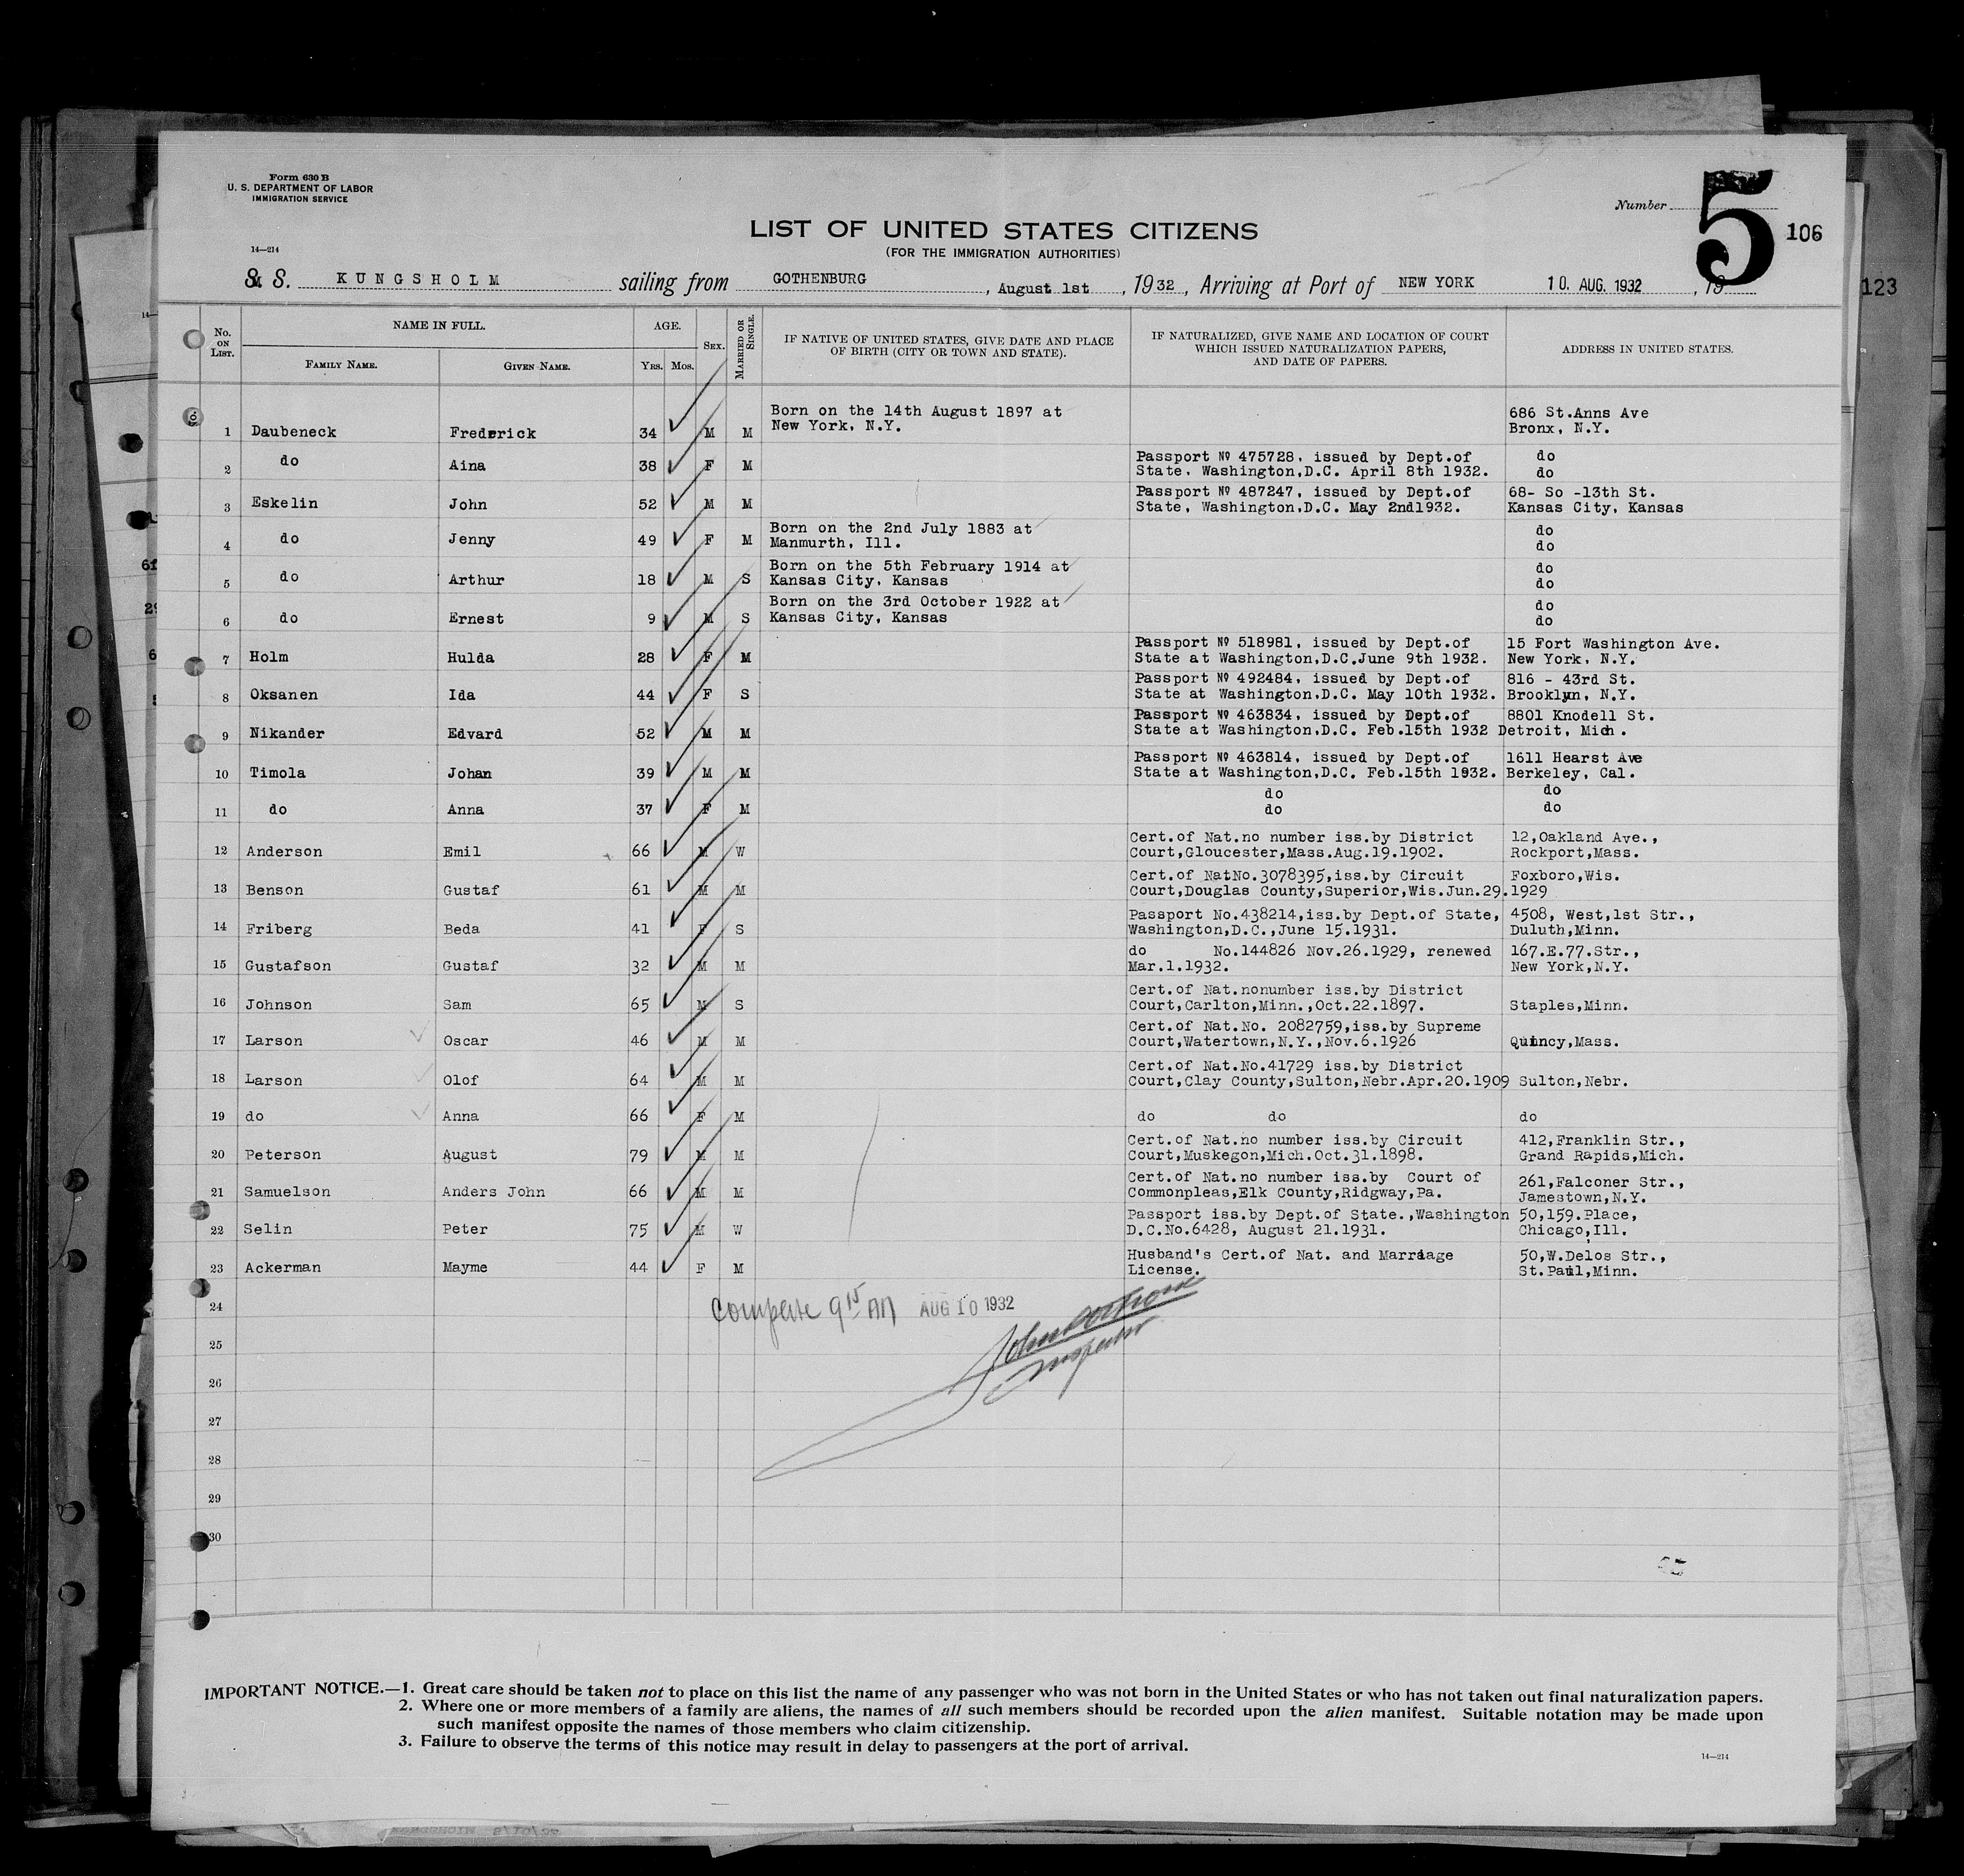 Form 630 B
U. S. DEPARTMENT OF LABOR
IMMIGRATION SERVICE
14—214
Number
5
106
123
LIST OF UNITED STATES CITIZENS
(FOR THE IMMIGRATION AUTHORITIES)
S. S. KUNGSHOLM sailing from GOTHENBURG, August 1st, 1932, Arriving at Port of NEW YORK 10. AUG. 1932, 19
No. ON LIST. NAME IN FULL. FAMILY NAME. GIVEN NAME. AGE. YRS. MOS. SEX. MARRIED OR SINGLE. IF NATIVE OF UNITED STATES, GIVE DATE AND PLACE OF BIRTH (CITY OR TOWN AND STATE). IF NATURALIZED, GIVE NAME AND LOCATION OF COURT WHICH ISSUED NATURALIZATION PAPERS, AND DATE OF PAPERS. ADDRESS IN UNITED STATES.
1 Daubeneck Frederick 34 M M Born on the 14th August 1897 at New York, N.Y. 686 St.Anns Ave Bronx, N.Y.
2 do Aina 38 F M Passport Nº 475728, issued by Dept.of State, Washington,D.C. April 8th 1932. do do
3 Eskelin John 52 M M Passport Nº 487247, issued by Dept.of State, Washington,D.C. May 2nd1932. 68- So -13th St. Kansas City, Kansas
4 do Jenny 49 F M Born on the 2nd July 1883 at Manmurth, Ill. do do
5 do Arthur 18 M S Born on the 5th February 1914 at Kansas City, Kansas do do
6 do Ernest 9 M S Born on the 3rd October 1922 at Kansas City, Kansas do do
7 Holm Hulda 28 F M Passport Nº 518981, issued by Dept.of State at Washington,D.C.June 9th 1932. 15 Fort Washington Ave. New York, N.Y.
8 Oksanen Ida 44 F S Passport Nº 492484, issued by Dept.of State at Washington,D.C. May 10th 1932. 816 - 43rd St. Brooklyn, N.Y.
9 Nikander Edvard 52 M M Passport Nº 463834, issued by Dept.of State at Washington,D.C. Feb.15th 1932 8801 Knodell St. Detroit, Mich.
10 Timola Johan 39 M M Passport Nº 463814, issued by Dept.of State at Washington,D.C. Feb.15th 1932. 1611 Hearst Ave Berkeley, Cal.
11 do Anna 37 F M do do do do
12 Anderson Emil 66 M W Cert.of Nat.no number iss.by District Court,Gloucester,Mass.Aug.19.1902. 12,Oakland Ave., Rockport,Mass.
13 Benson Gustaf 61 M M Cert.of NatNo.3078395,iss.by Circuit Court,Douglas County,Superior,Wis.Jun.29.1929 Foxboro,Wis.
14 Friberg Beda 41 F S Passport No.438214,iss.by Dept.of State, Washington,D.C.,June 15.1931. 4508, West,1st Str., Duluth,Minn.
15 Gustafson Gustaf 32 M M do No.144826 Nov.26.1929, renewed Mar.1.1932. 167.E.77.Str., New York,N.Y.
16 Johnson Sam 65 M S Cert.of Nat.nonumber iss.by District Court,Carlton,Minn.,Oct.22.1897. Staples,Minn.
17 Larson Oscar 46 M M Cert.of Nat.No. 2082759,iss.by Supreme Court,Watertown,N.Y.,Nov.6.1926 Quincy,Mass.
18 Larson Olof 64 M M Cert.of Nat.No.41729 iss.by District Court,Clay County,Sulton,Nebr.Apr.20.1909 Sulton,Nebr.
19 do Anna 66 F M do do do
20 Peterson August 79 M M Cert.of Nat.no number iss.by Circuit Court,Muskegon,Mich.Oct.31.1898. 412,Franklin Str., Grand Rapids,Mich.
21 Samuelson Anders John 66 M M Cert.of Nat.no number iss.by Court of Commonpleas,Elk County,Ridgway,Pa. 261,Falconer Str., Jamestown,N.Y.
22 Selin Peter 75 M W Passport iss.by Dept.of State.,Washington D.C.No.6428, August 21.1931. 50,159.Place, Chicago,Ill.
23 Ackerman Mayme 44 F M Husband's Cert.of Nat. and Marriage License. 50,W.Delos Str., St.Paul,Minn.
24
9 15 AM AUG 10 1932
Inspector
25
26
27
28
29
30
IMPORTANT NOTICE.—1. Great care should be taken not to place on this list the name of any passenger who was not born in the United States or who has not taken out final naturalization papers.
2. Where one or more members of a family are aliens, the names of all such members should be recorded upon the alien manifest. Suitable notation may be made upon
such manifest opposite the names of those members who claim citizenship.
3. Failure to observe the terms of this notice may result in delay to passengers at the port of arrival.
14—214